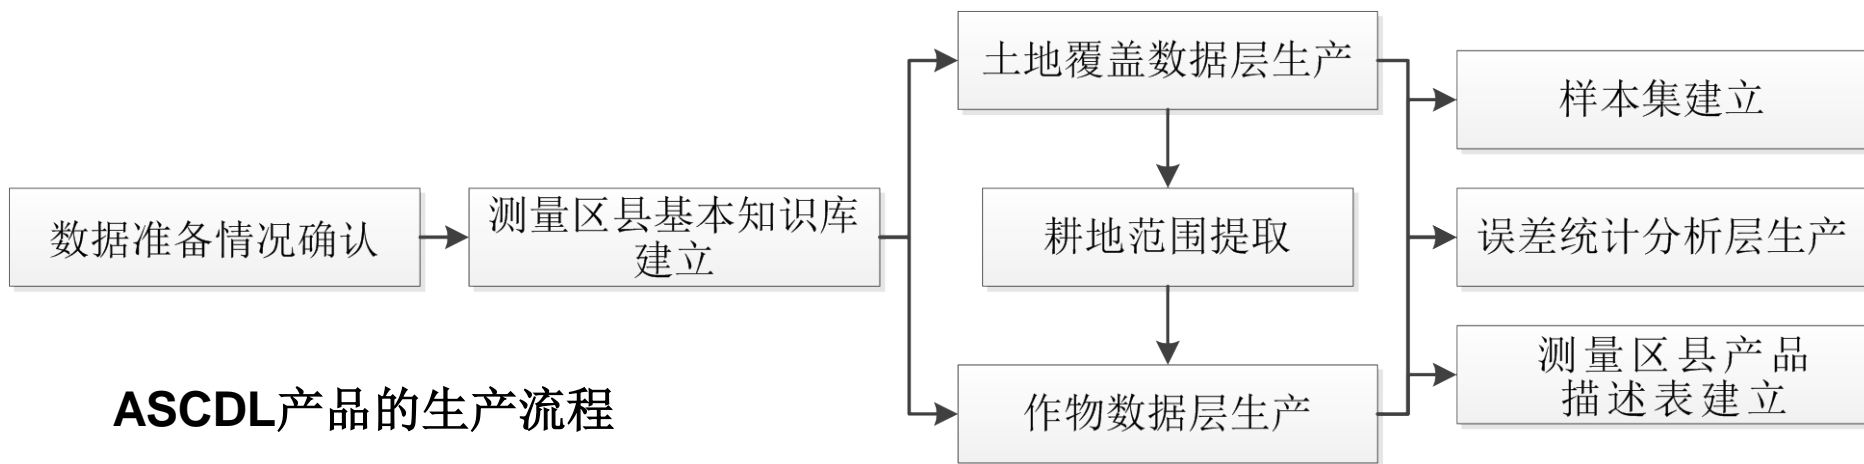 数据准备情况确认
测量区县基本知识库
建立
土地覆盖数据层生产
耕地范围提取
作物数据层生产
样本集建立
误差统计分析层生产
测量区县产品
描述表建立
ASCDL产品的生产流程